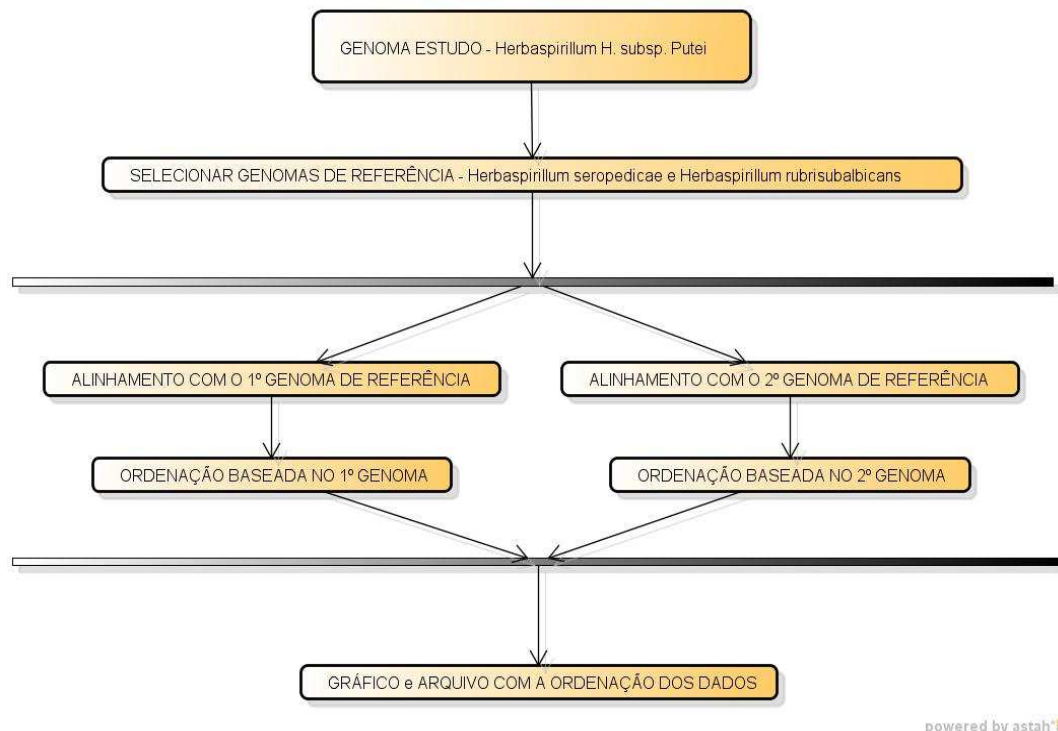 GENOMA ESTUDO - Herbaspirillum H. subsp. Putei
SELECIONAR GENOMAS DE REFERÊNCIA - Herbaspirillum seropedicae e Herbaspirillum rubrisubalbicans
ALINHAMENTO COM O 1º GENOMA DE REFERÊNCIA
ALINHAMENTO COM O 2º GENOMA DE REFERÊNCIA
ORDENAÇÃO BASEADA NO 1º GENOMA
ORDENAÇÃO BASEADA NO 2º GENOMA
GRÁFICO e ARQUIVO COM A ORDENAÇÃO DOS DADOS
powered by astah*